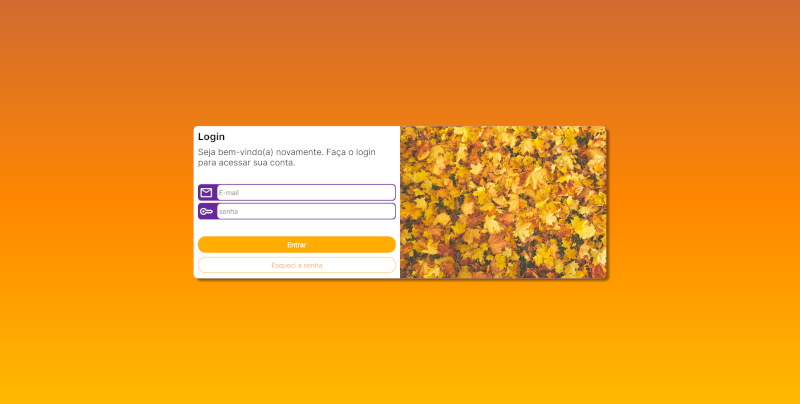 Login
Seja bem-vindo(a) novamente. Faça o login
para acessar sua conta.
E-mail
senha
Entrar
Esqueci a senha